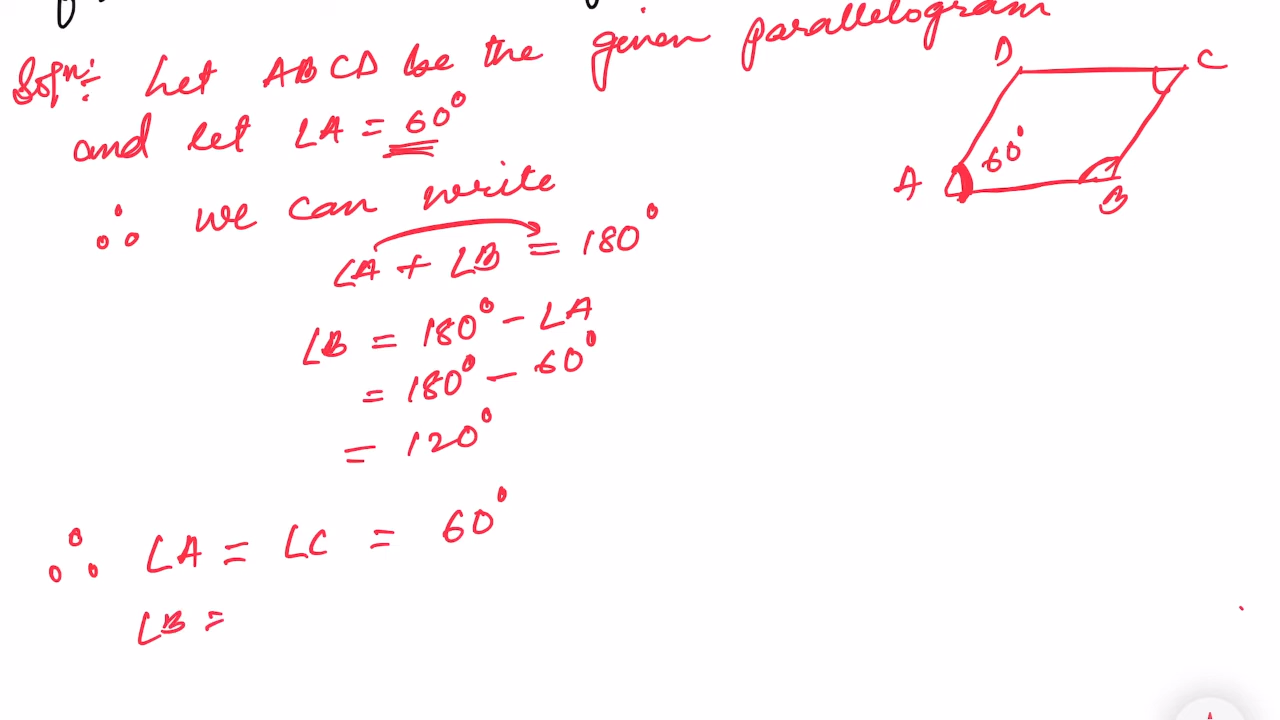 Solⁿ:- Let ABCD be the given parallelogram
and let ∠A = 60°
∴ we can write
∠A + ∠B = 180°
∠B = 180° - ∠A
= 180° - 60°
= 120°
∴ ∠A = ∠C = 60°
∠B =
D C
60°
A B